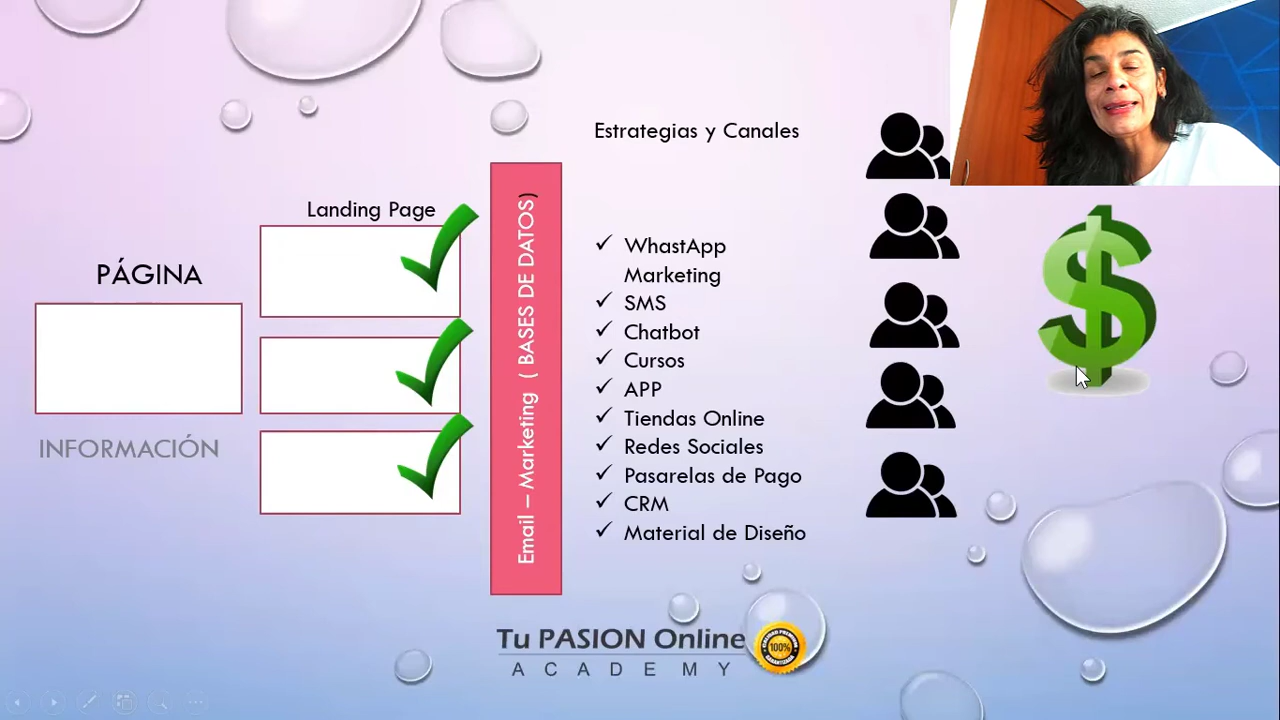 Estrategias y Canales
Landing Page
PÁGINA
INFORMACIÓN
Email – Marketing ( BASES DE DATOS)
WhastApp
Marketing
SMS
Chatbot
Cursos
APP
Tiendas Online
Redes Sociales
Pasarelas de Pago
CRM
Material de Diseño
Tu PASION Online
ACADEMY
100%